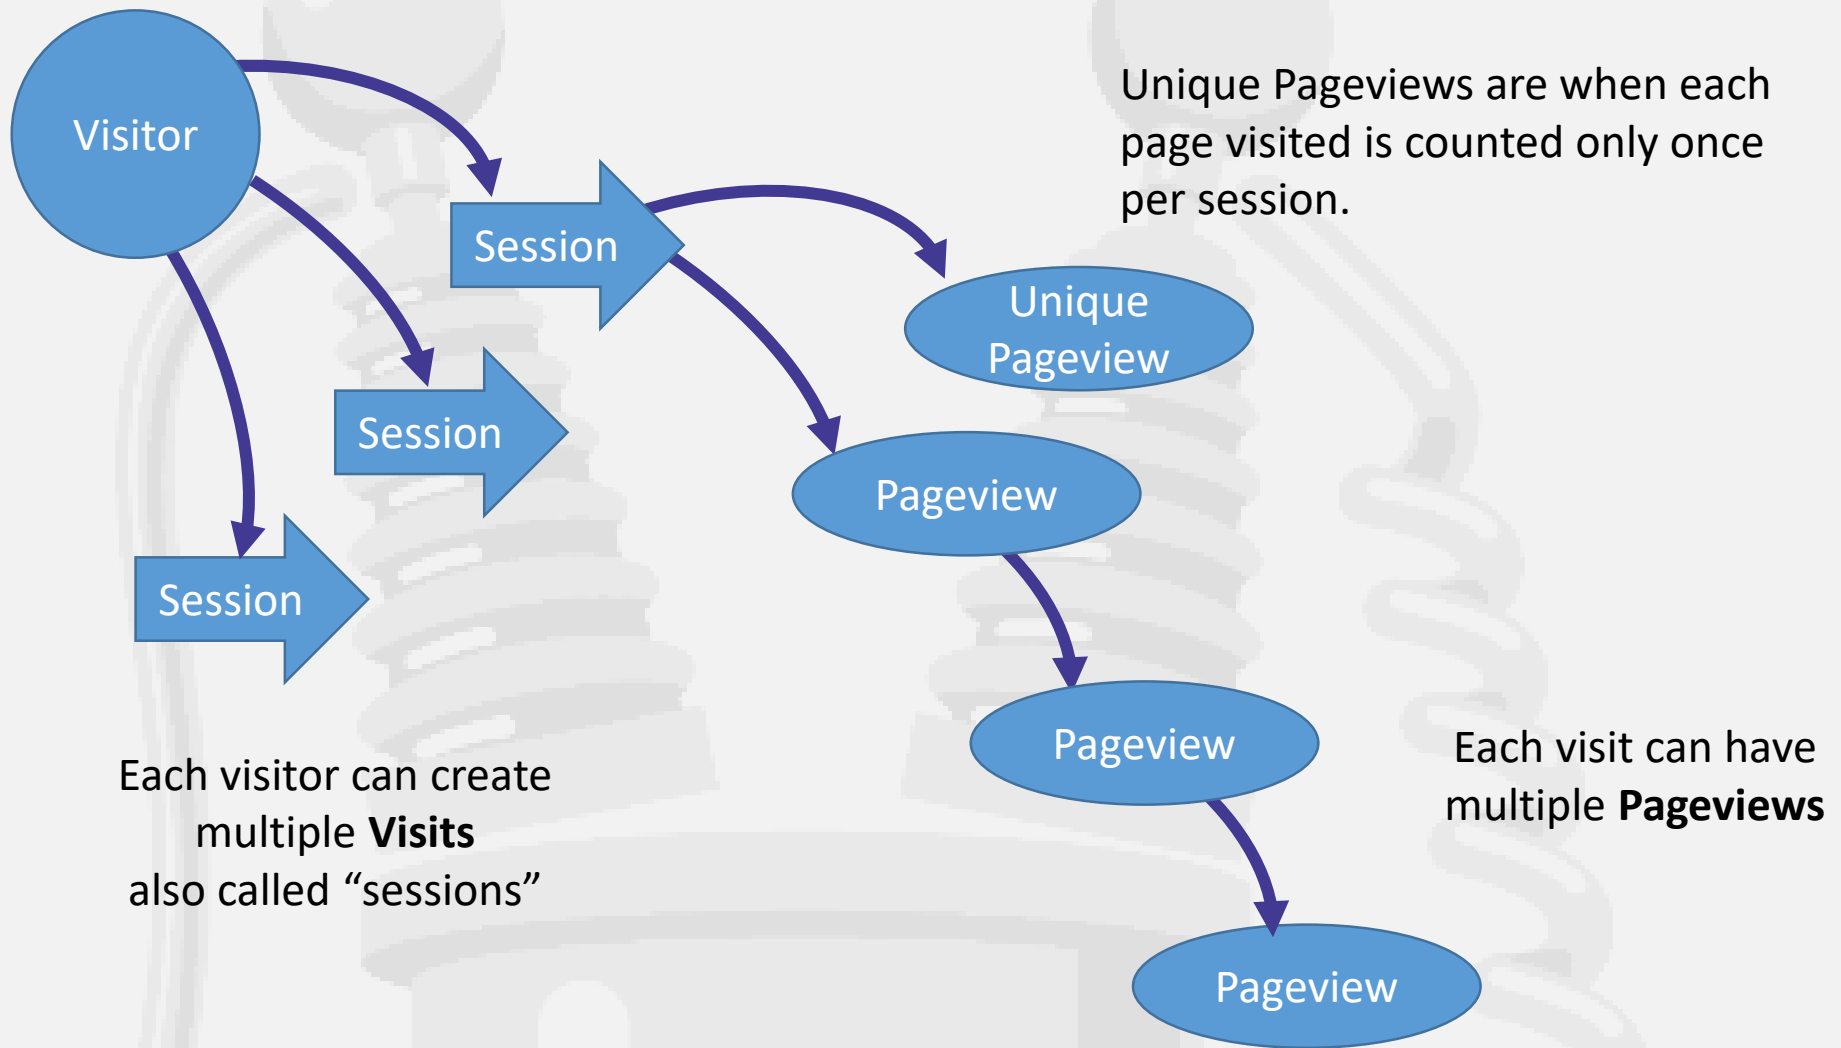 Visitor
Unique Pageviews are when each
page visited is counted only once
per session.
Session
Unique
Pageview
Session
Pageview
Session
Pageview
Each visitor can create
multiple Visits
also called “sessions”
Each visit can have
multiple Pageviews
Pageview